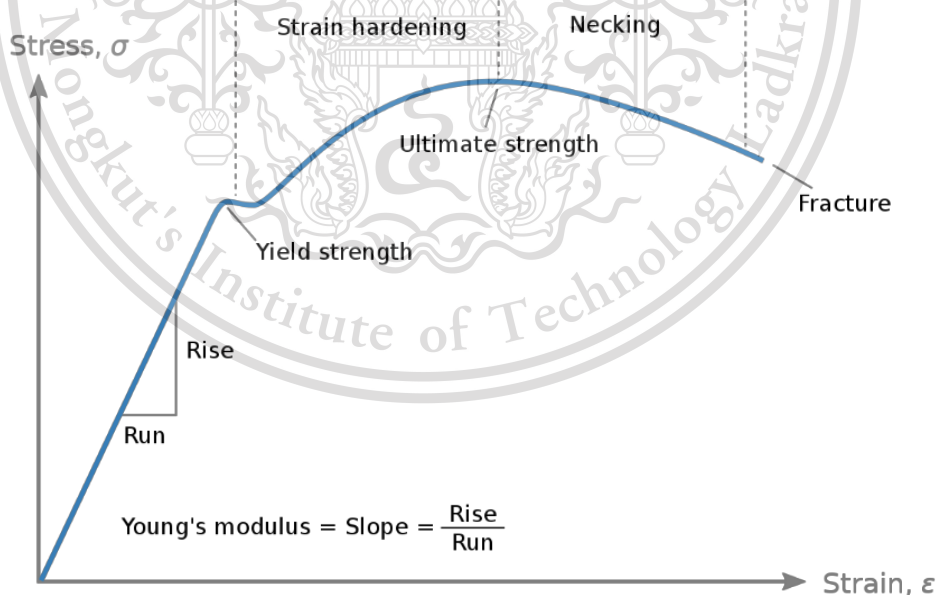 Strain hardening
Necking
Stress, σ
Ultimate strength
Fracture
Yield strength
Rise
Run
Young's modulus = Slope = Rise
Run
Strain, ε
Mongkut's Institute of Technology Ladkra